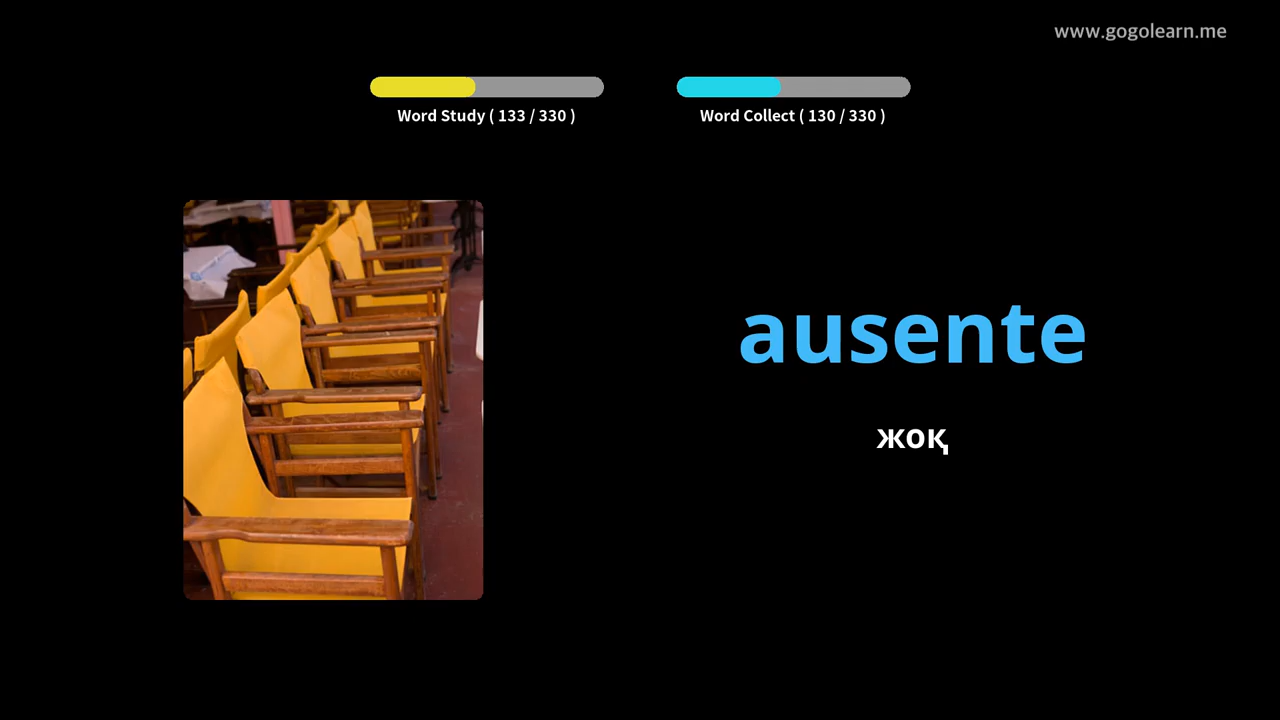 www.gogolearn.me
Word Study ( 133 / 330 )
Word Collect ( 130 / 330 )
ausente
жоқ